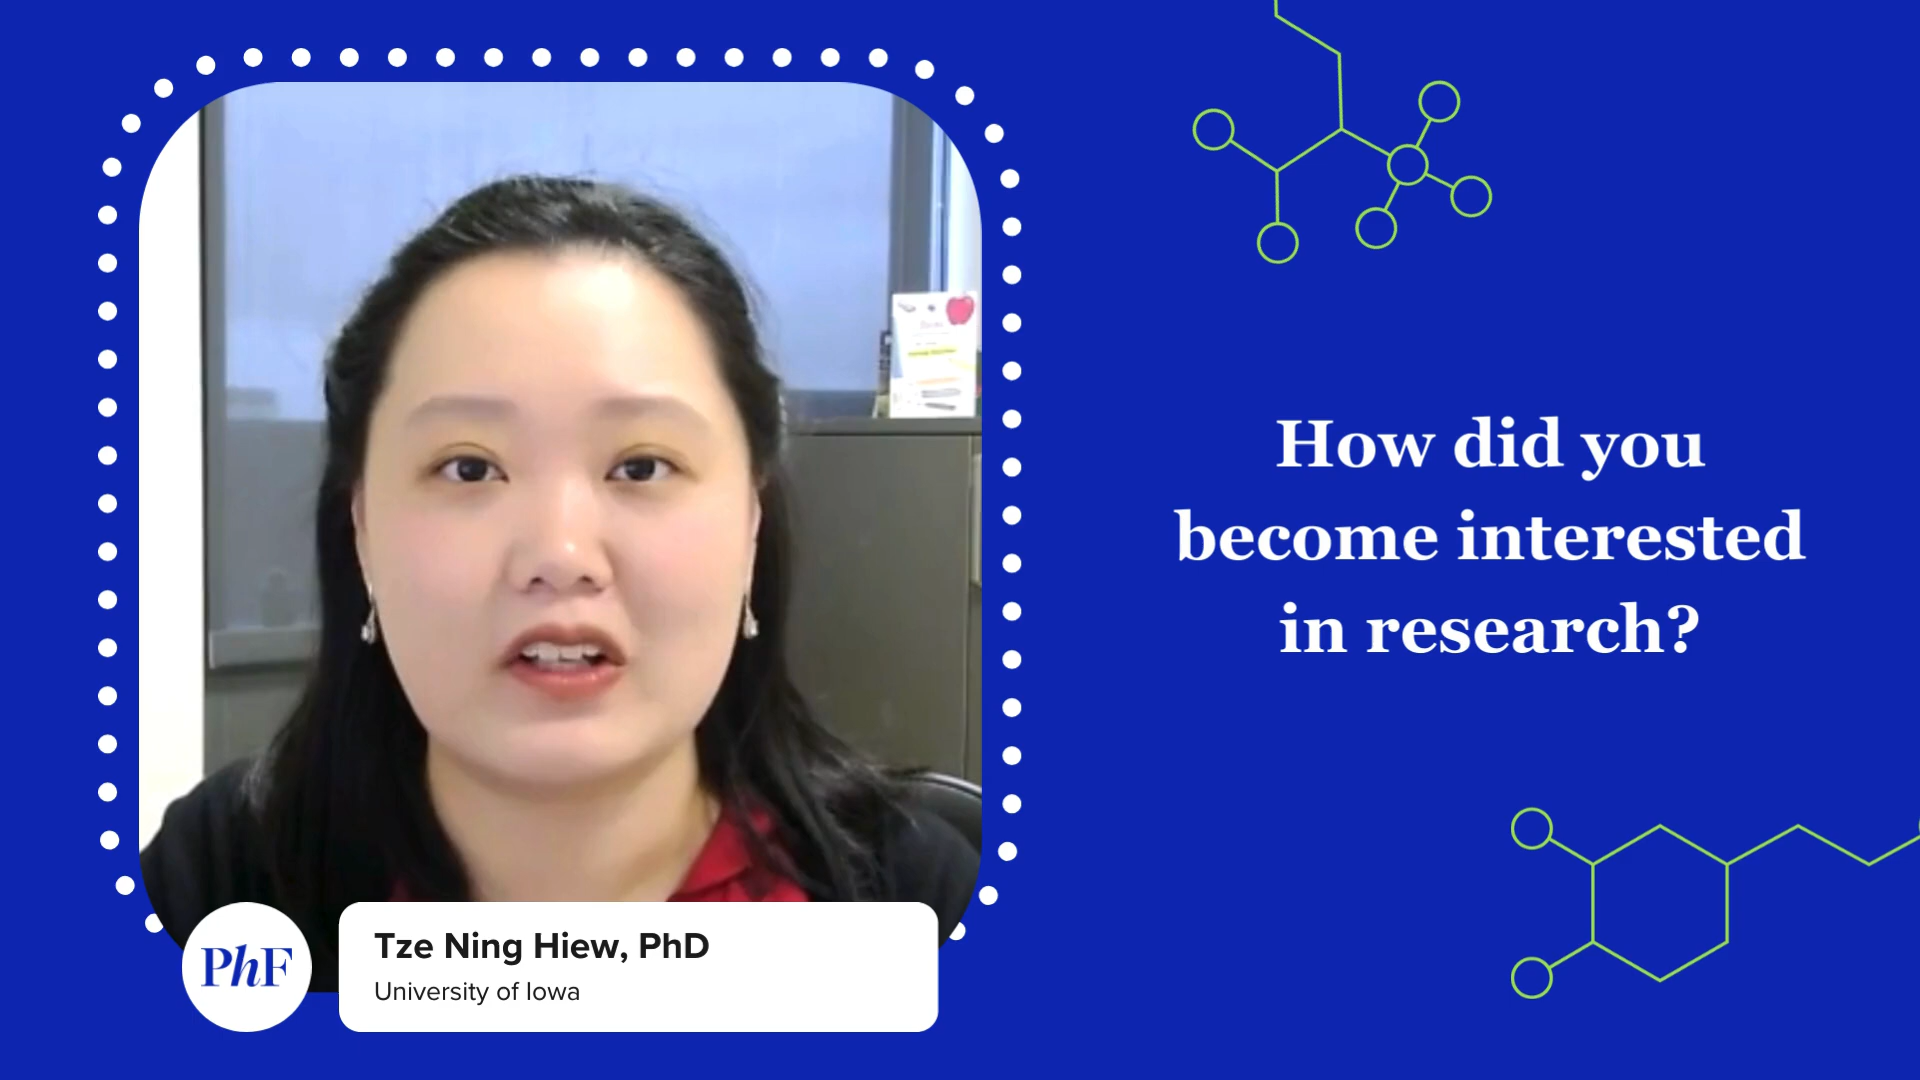 How did you
become interested
in research?
PhF
Tze Ning Hiew, PhD
University of Iowa